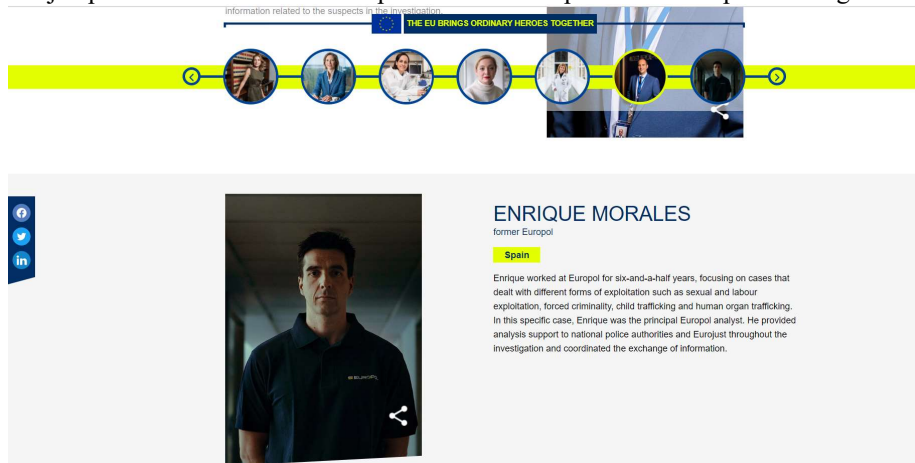 information related to the suspects in the investigation.
THE EU BRINGS ORDINARY HEROES TOGETHER
ENRIQUE MORALES
former Europol
Spain
Enrique worked at Europol for six-and-a-half years, focusing on cases that
dealt with different forms of exploitation such as sexual and labour
exploitation, forced criminality, child trafficking and human organ trafficking.
In this specific case, Enrique was the principal Europol analyst. He provided
analysis support to national police authorities and Eurojust throughout the
investigation and coordinated the exchange of information.
EUROPOL